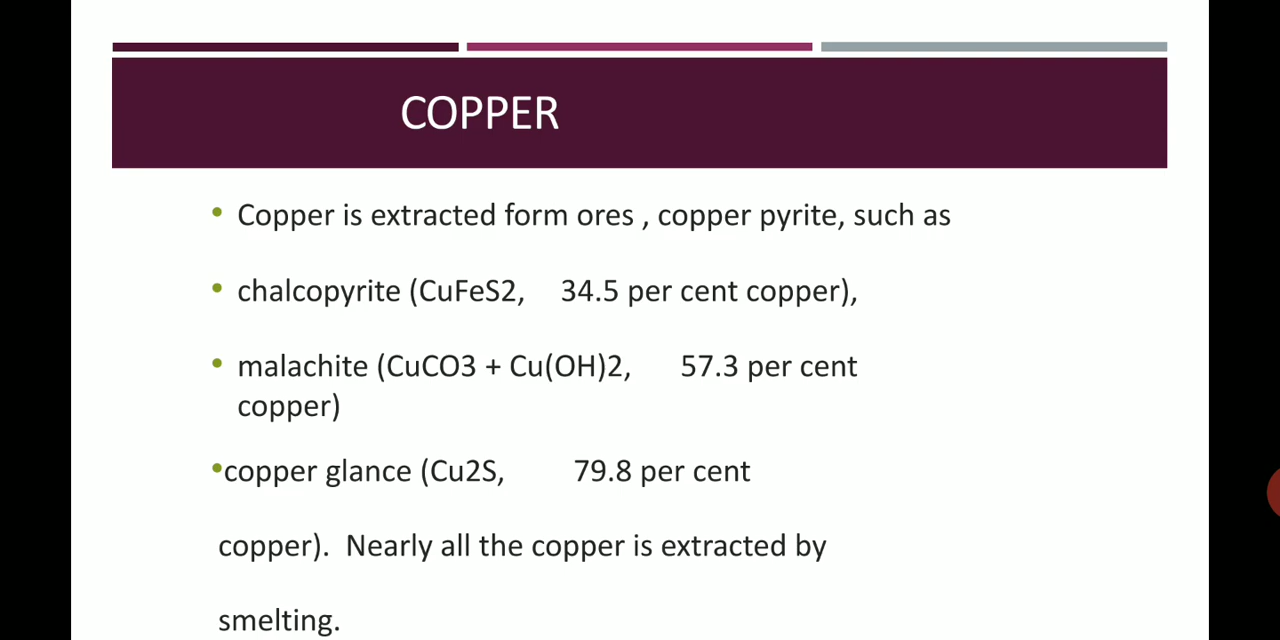 COPPER
• Copper is extracted form ores , copper pyrite, such as
• chalcopyrite (CuFeS2, 34.5 per cent copper),
• malachite (CuCO3 + Cu(OH)2, 57.3 per cent
copper)
•copper glance (Cu2S, 79.8 per cent
copper). Nearly all the copper is extracted by
smelting.